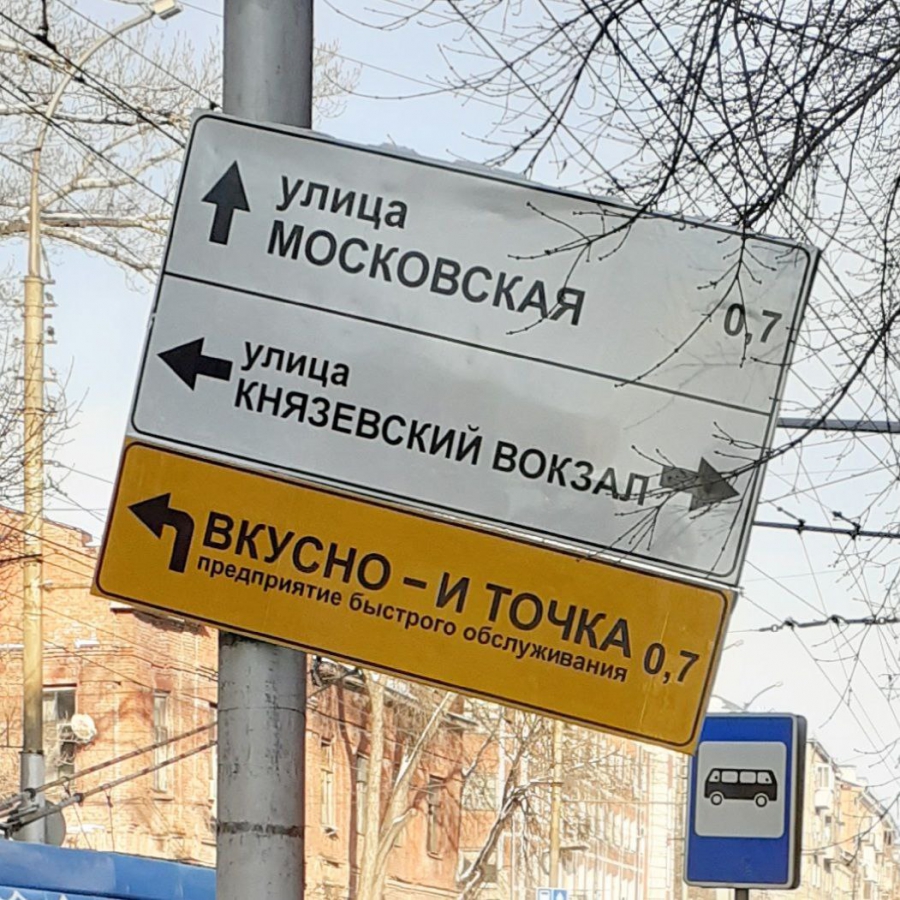 улица
МОСКОВСКАЯ 0,7
улица
КНЯЗЕВСКИЙ ВОКЗАЛ
ВКУСНО – И ТОЧКА
предприятие быстрого обслуживания 0,7